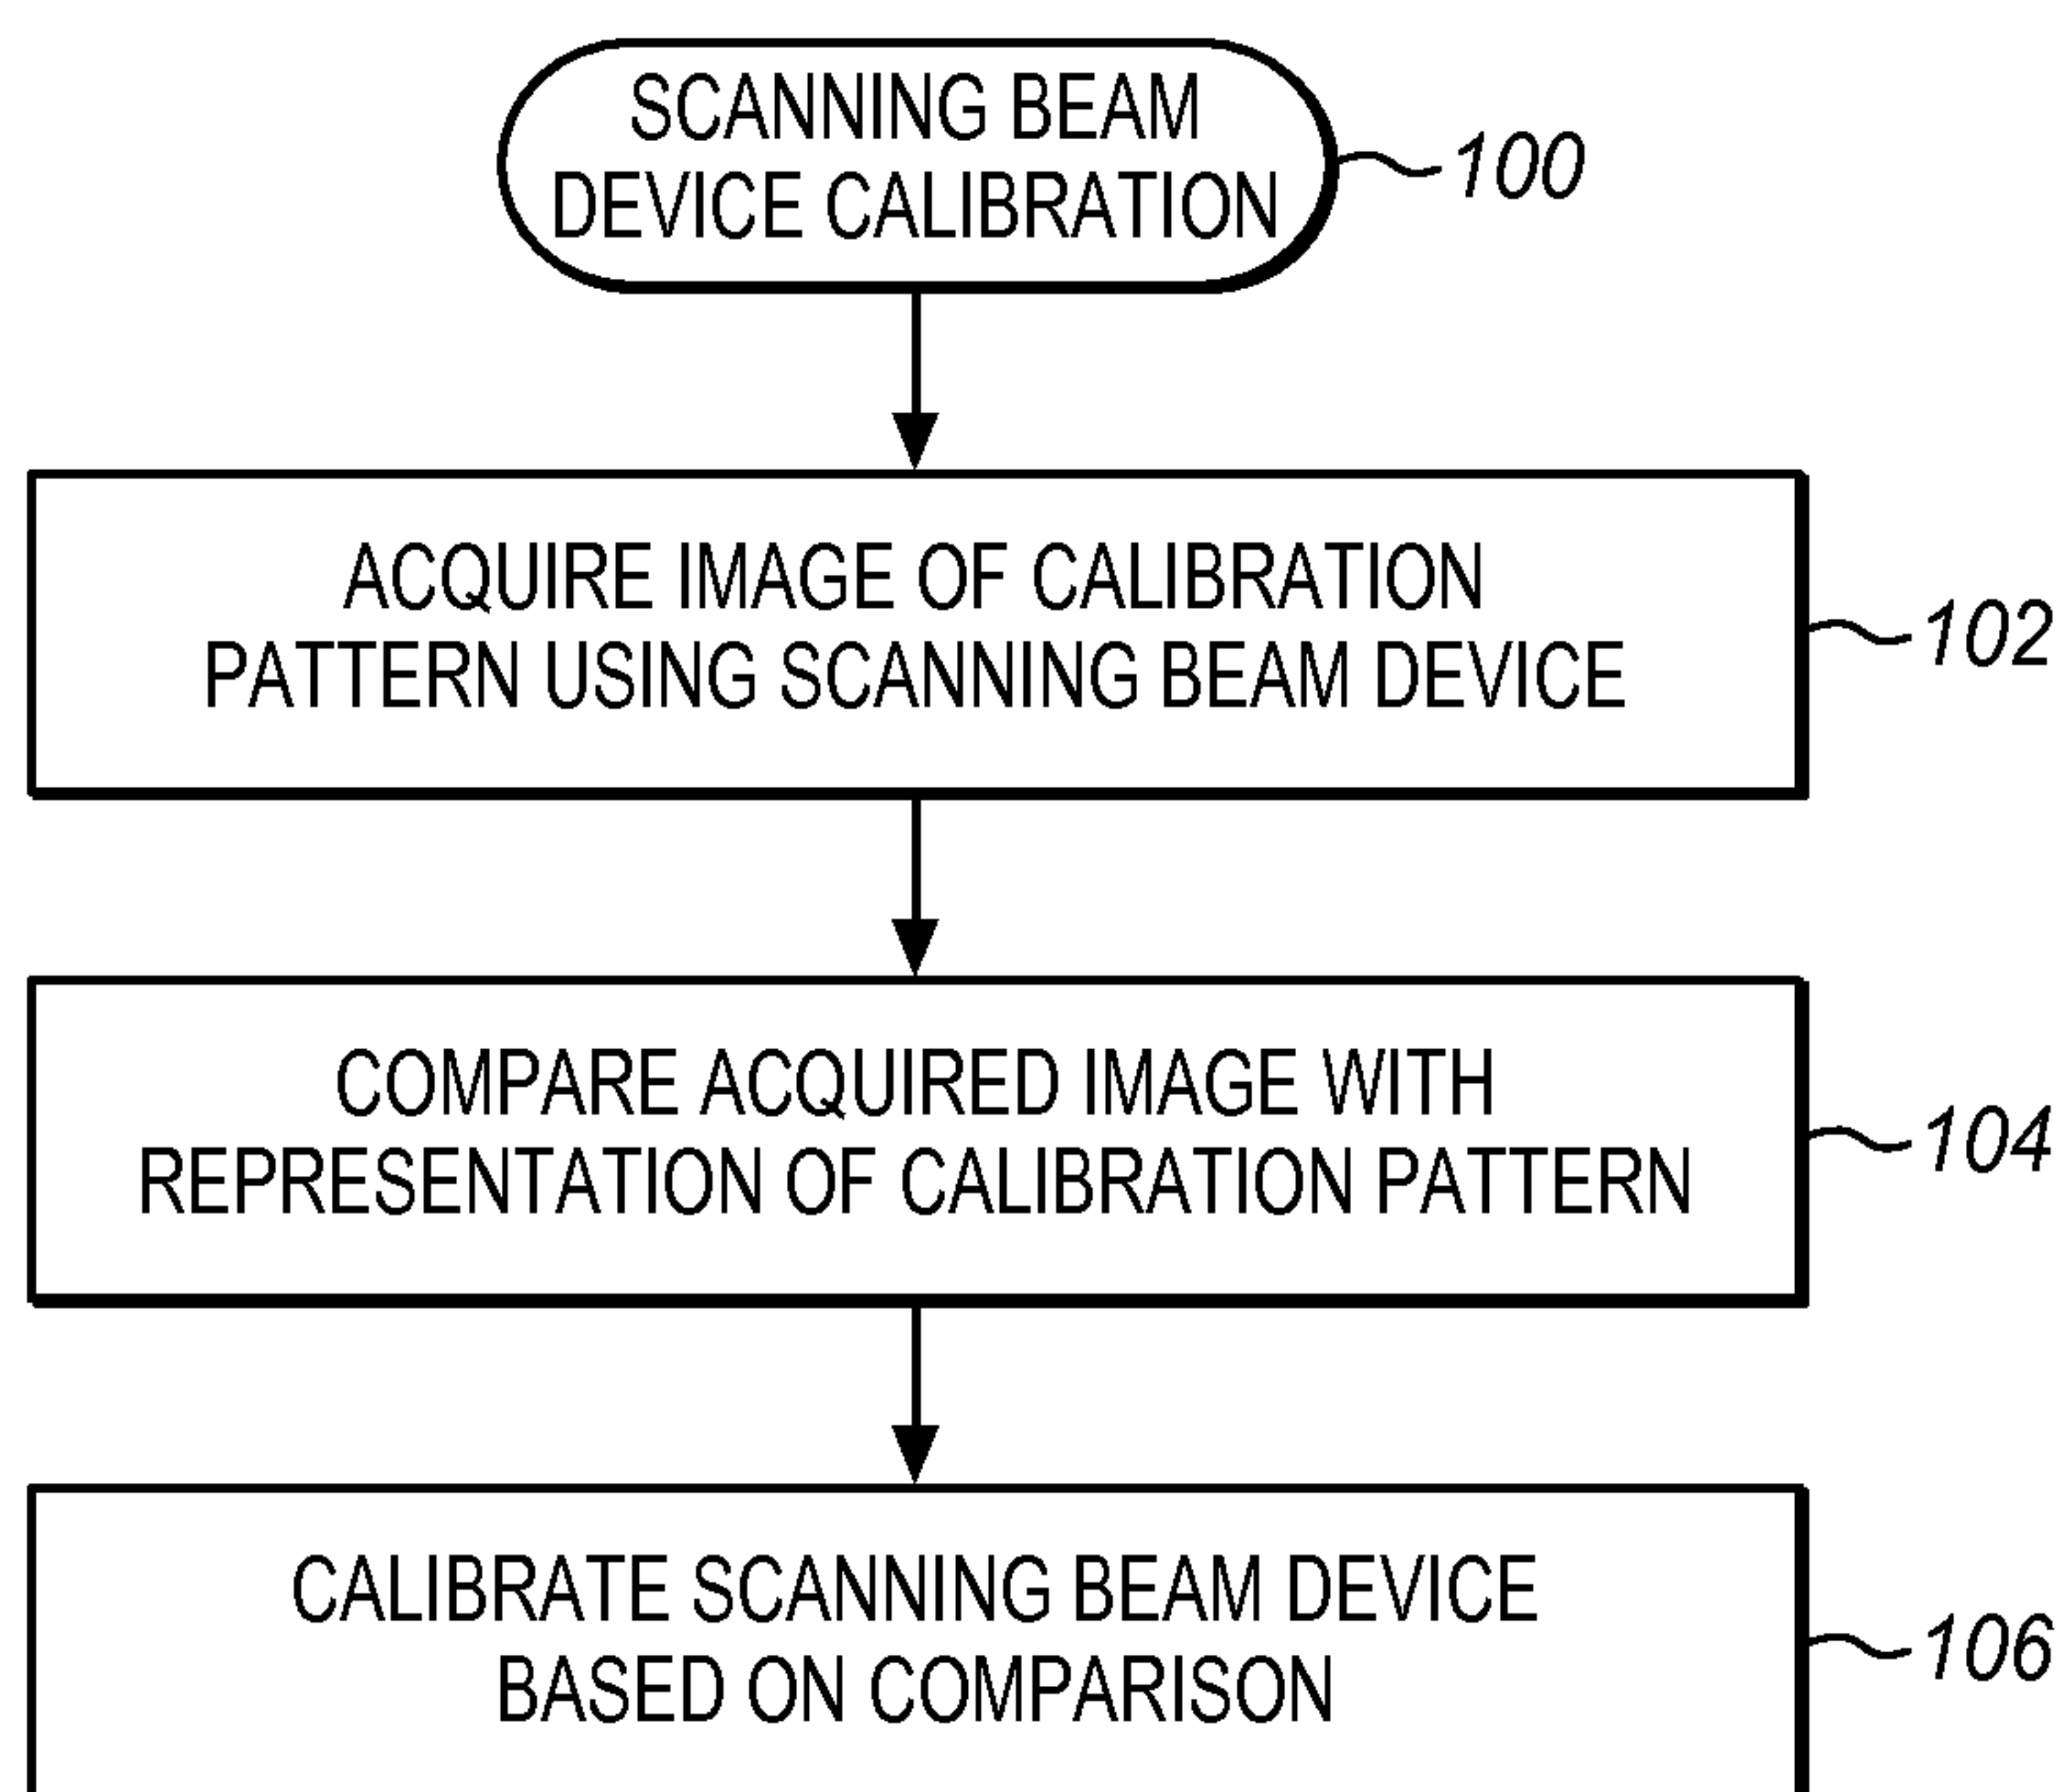 SCANNING BEAM
DEVICE CALIBRATION
100
ACQUIRE IMAGE OF CALIBRATION
PATTERN USING SCANNING BEAM DEVICE
102
COMPARE ACQUIRED IMAGE WITH
REPRESENTATION OF CALIBRATION PATTERN
104
CALIBRATE SCANNING BEAM DEVICE
BASED ON COMPARISON
106